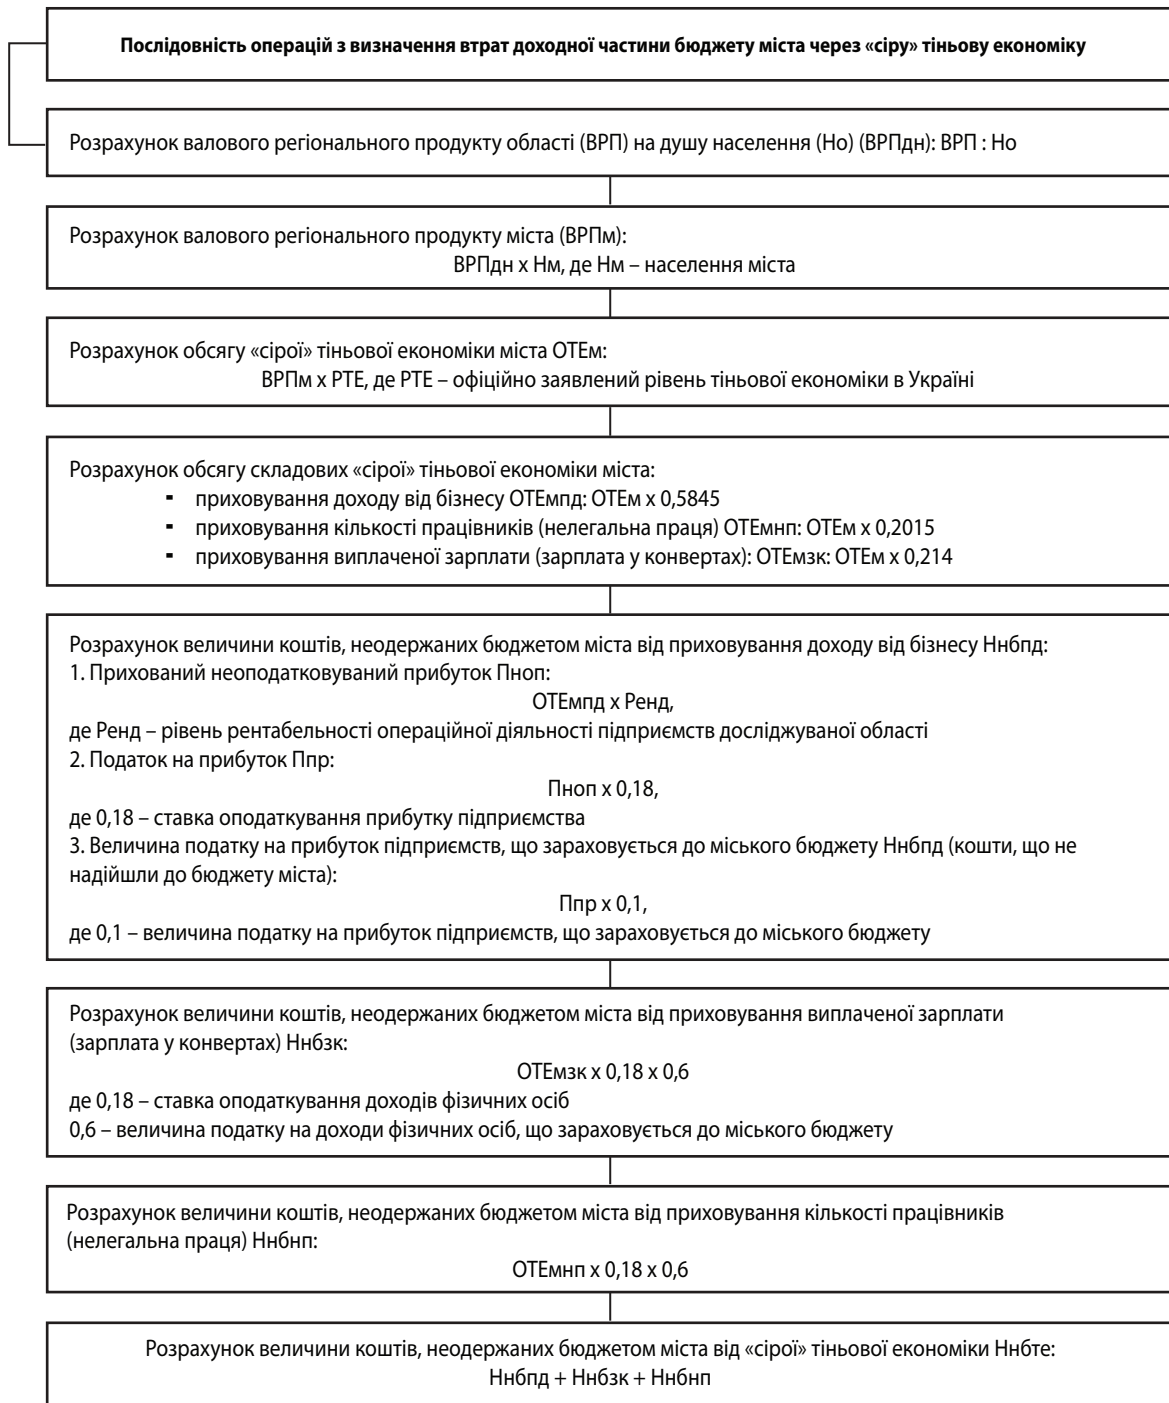 Послідовність операцій з визначення втрат доходної частини бюджету міста через «сіру» тіньову економіку
Розрахунок валового регіонального продукту області (ВРП) на душу населення (Но) (ВРПдн): ВРП : Но
Розрахунок валового регіонального продукту міста (ВРПм):
ВРПдн х Нм, де Нм – населення міста
Розрахунок обсягу «сірої» тіньової економіки міста ОТЕм:
ВРПм х РТЕ, де РТЕ – офіційно заявлений рівень тіньової економіки в Україні
Розрахунок обсягу складових «сірої» тіньової економіки міста:
- приховування доходу від бізнесу ОТЕмпд: ОТЕм х 0,5845
- приховування кількості працівників (нелегальна праця) ОТЕмнп: ОТЕм х 0,2015
- приховування виплаченої зарплати (зарплата у конвертах): ОТЕмзк: ОТЕм х 0,214
Розрахунок величини коштів, неодержаних бюджетом міста від приховування доходу від бізнесу Ннбпд:
1. Прихований неоподатковуваний прибуток Пноп:
ОТЕмпд х Ренд,
де Ренд – рівень рентабельності операційної діяльності підприємств досліджуваної області
2. Податок на прибуток Ппр:
Пноп х 0,18,
де 0,18 – ставка оподаткування прибутку підприємства
3. Величина податку на прибуток підприємств, що зараховується до міського бюджету Ннбпд (кошти, що не
надійшли до бюджету міста):
Ппр х 0,1,
де 0,1 – величина податку на прибуток підприємств, що зараховується до міського бюджету
Розрахунок величини коштів, неодержаних бюджетом міста від приховування виплаченої зарплати
(зарплата у конвертах) Ннбзк:
ОТЕмзк х 0,18 х 0,6
де 0,18 – ставка оподаткування доходів фізичних осіб
0,6 – величина податку на доходи фізичних осіб, що зараховується до міського бюджету
Розрахунок величини коштів, неодержаних бюджетом міста від приховування кількості працівників
(нелегальна праця) Ннбнп:
ОТЕмнп х 0,18 х 0,6
Розрахунок величини коштів, неодержаних бюджетом міста від «сірої» тіньової економіки Ннбте:
Ннбпд + Ннбзк + Ннбнп